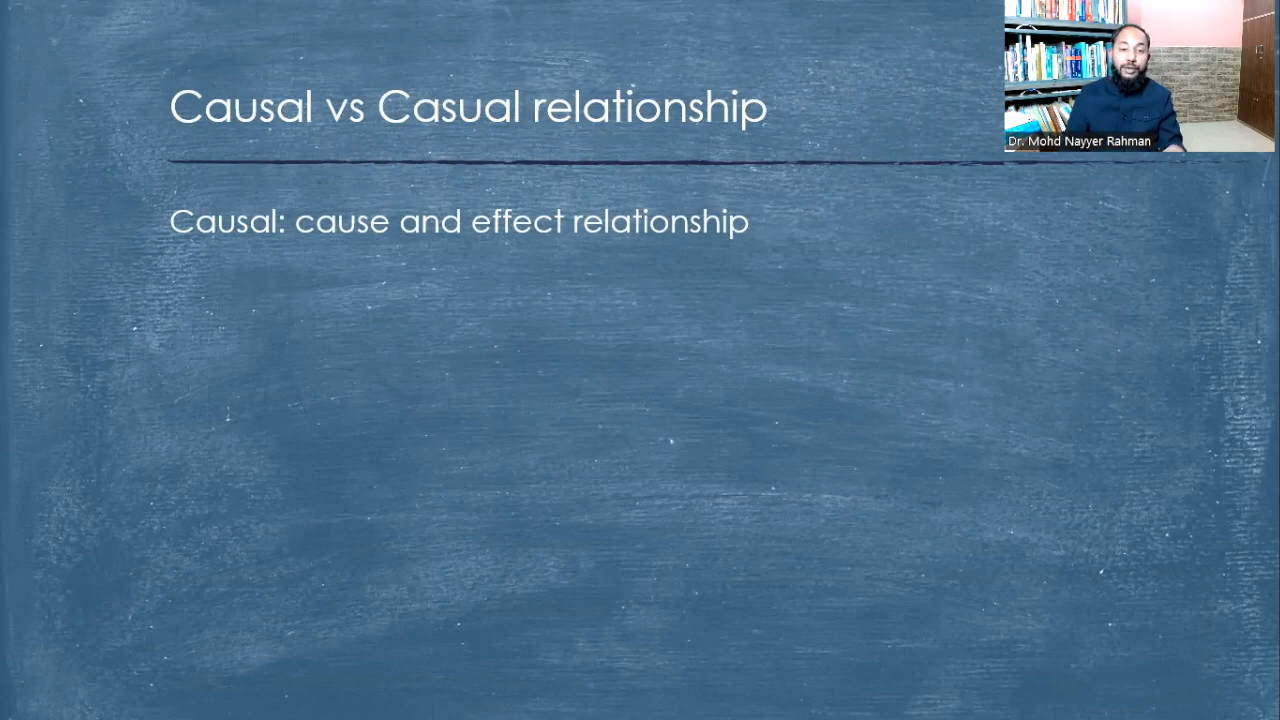 Causal vs Casual relationship
Dr. Mohd Nayyer Rahman
Causal: cause and effect relationship